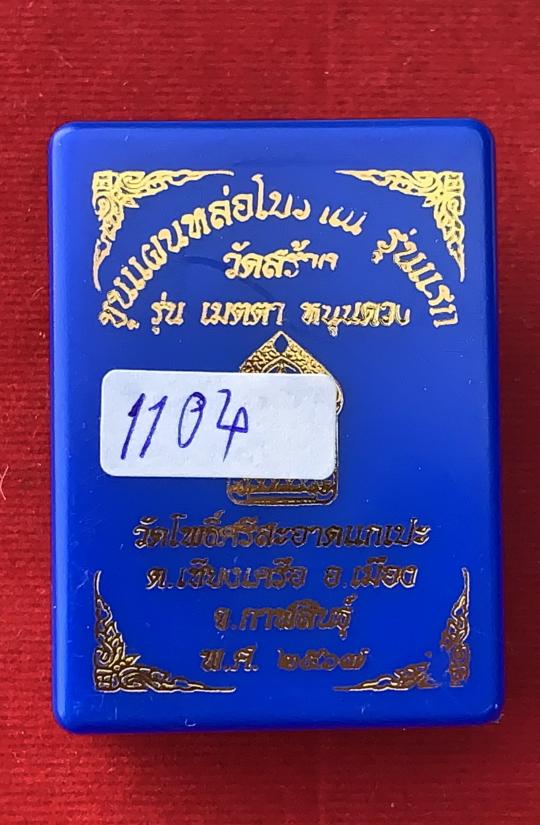 ขุนแผนหล่อโบราณ รุ่นแรก
วัดสร้าง
รุ่น เมตตา หนุนดวง
1104
วัดโพธิ์ศรีสะอาดแกเปะ
ต.เชียงเครือ อ.เมือง
จ.กาฬสินธุ์
พ.ศ. ๒๕๖๗